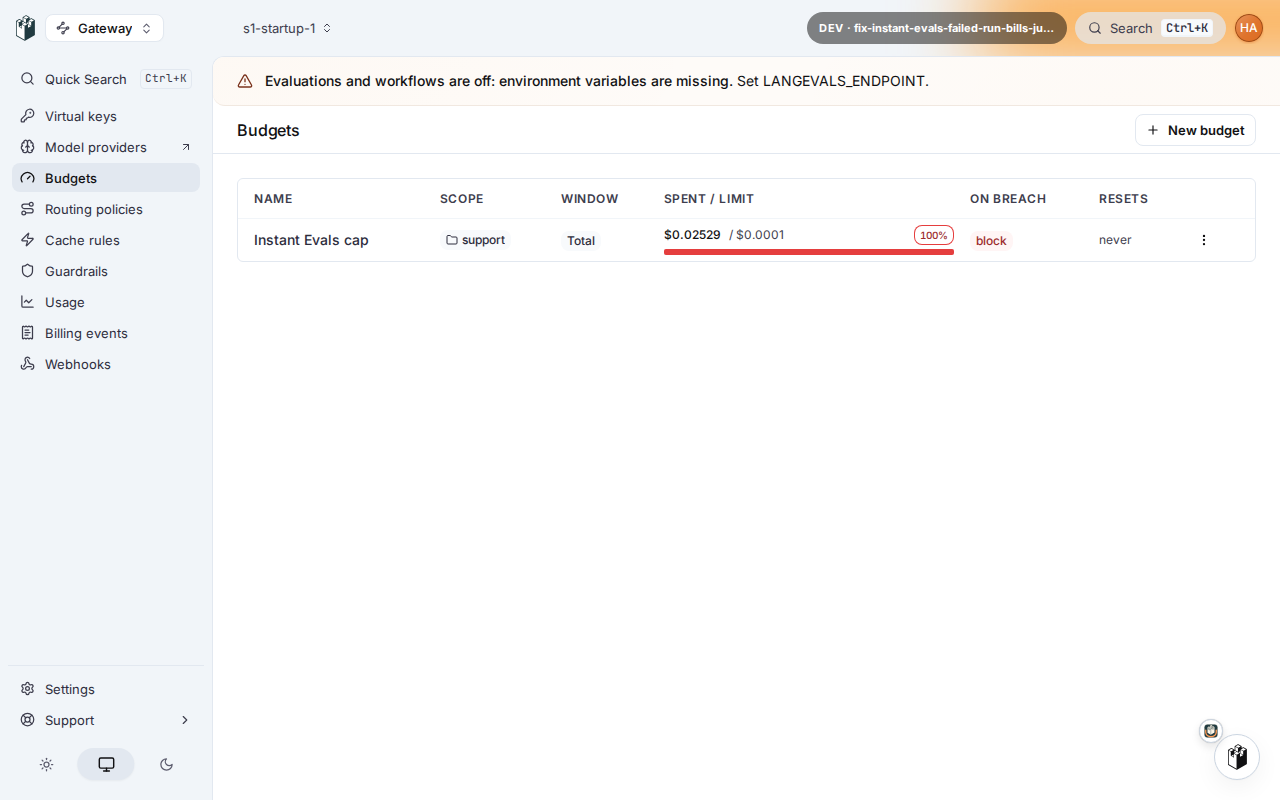 Gateway
s1-startup-1
DEV · fix-instant-evals-failed-run-bills-ju...
Search Ctrl+K
HA
Quick Search Ctrl+K
Virtual keys
Model providers
Budgets
Routing policies
Cache rules
Guardrails
Usage
Billing events
Webhooks
Settings
Support
Evaluations and workflows are off: environment variables are missing. Set LANGEVALS_ENDPOINT.
Budgets
New budget
NAME SCOPE WINDOW SPENT / LIMIT ON BREACH RESETS
Instant Evals cap support Total $0.02529 / $0.0001 100% block never